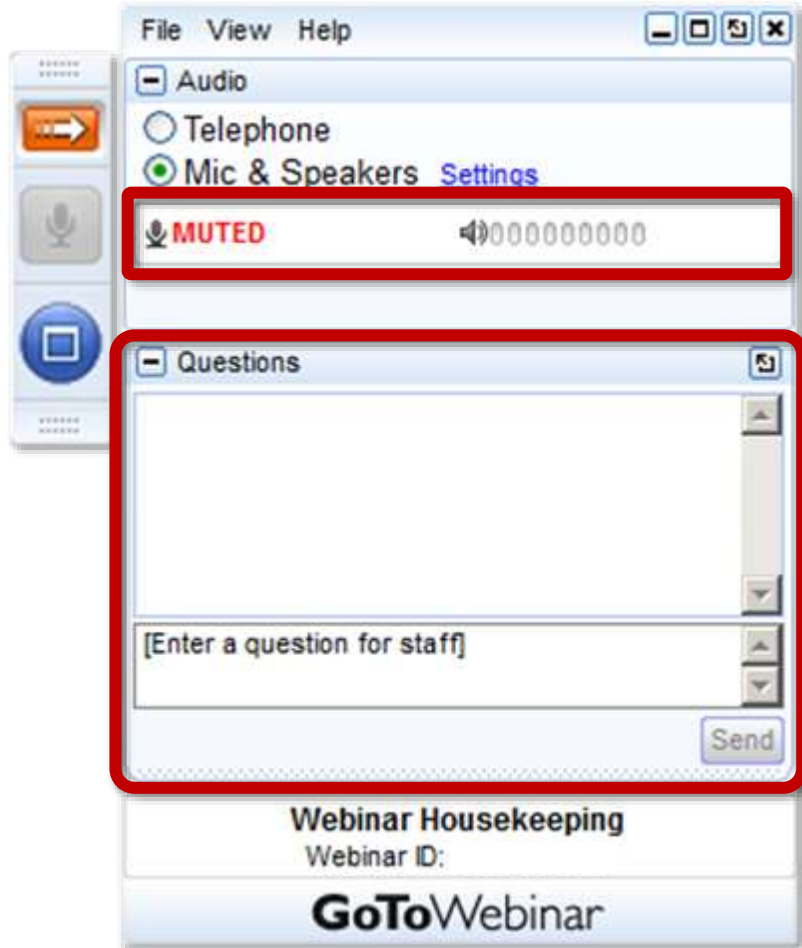 File View Help
Audio
Telephone
Mic & Speakers Settings
MUTED 000000000
Questions
[Enter a question for staff]
Send
Webinar Housekeeping
Webinar ID:
GoToWebinar